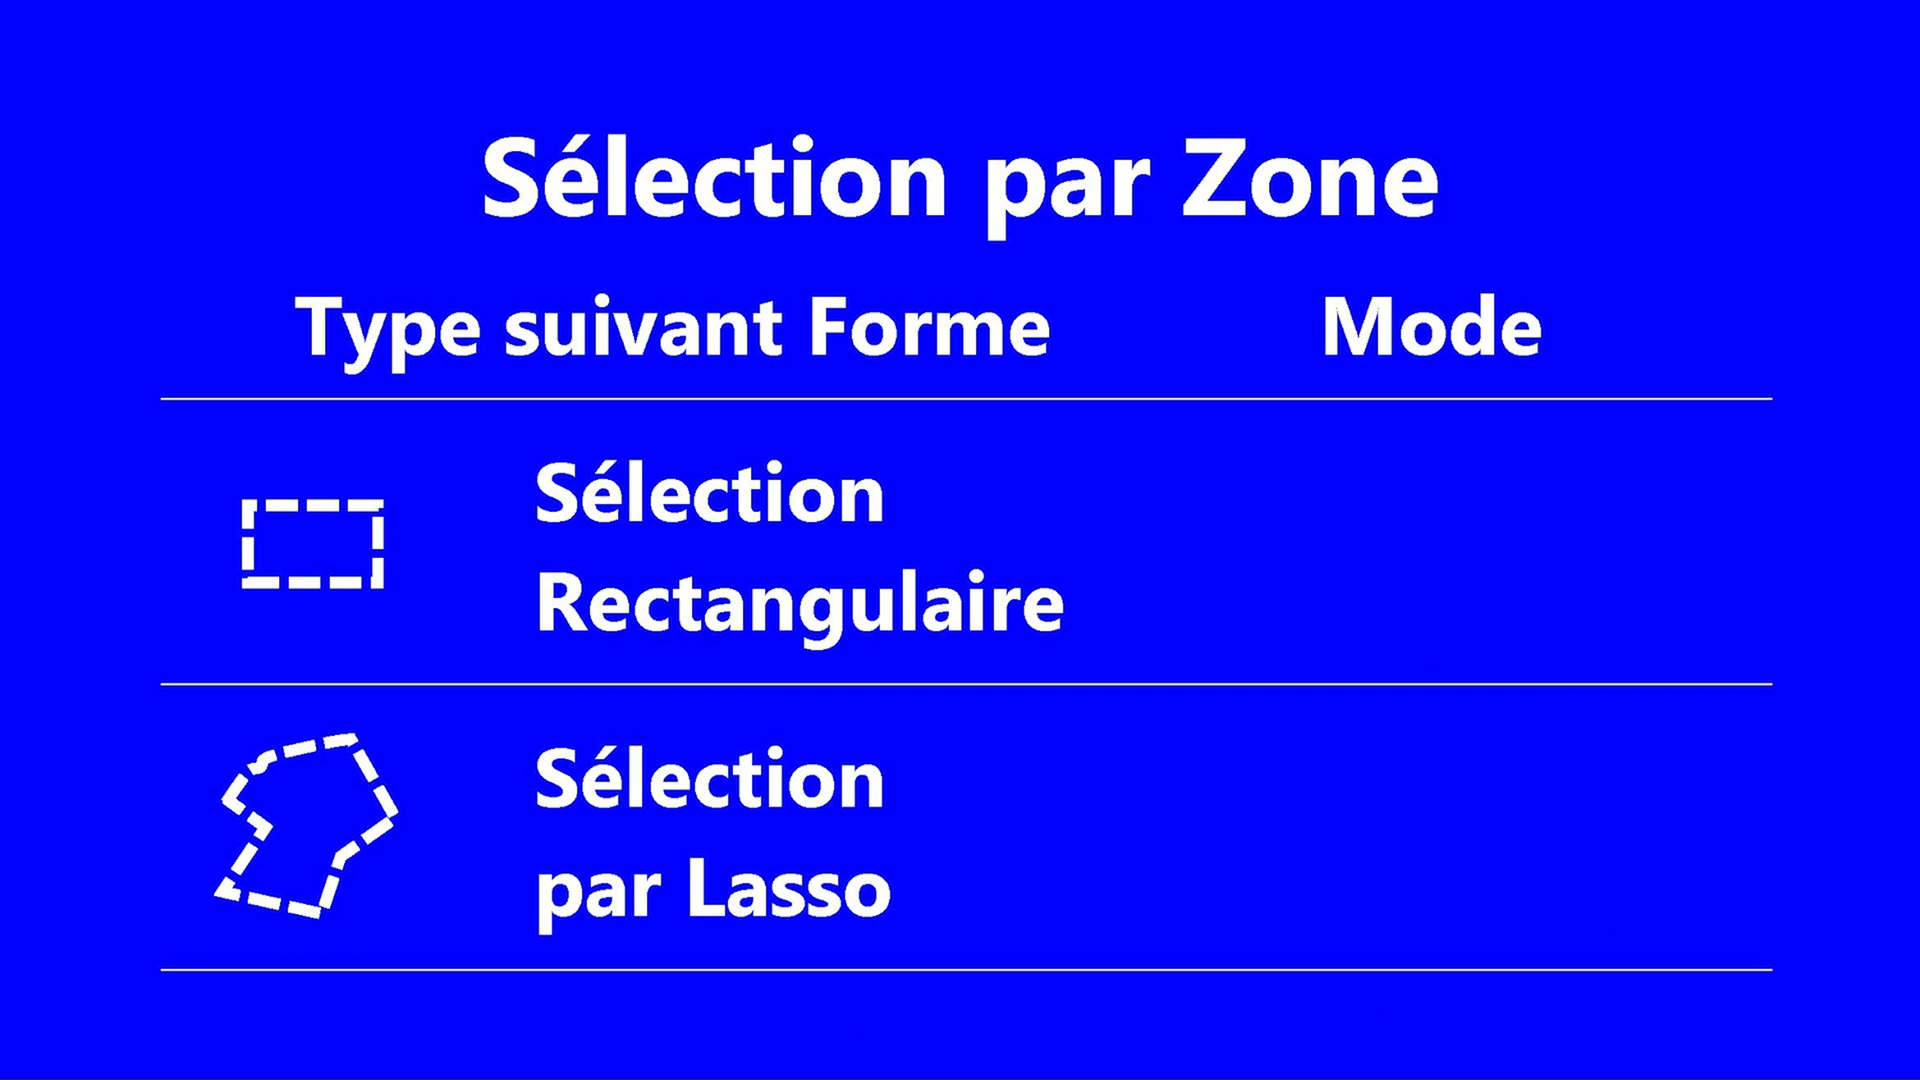 Sélection par Zone
Type suivant Forme Mode
Sélection
Rectangulaire
Sélection
par Lasso